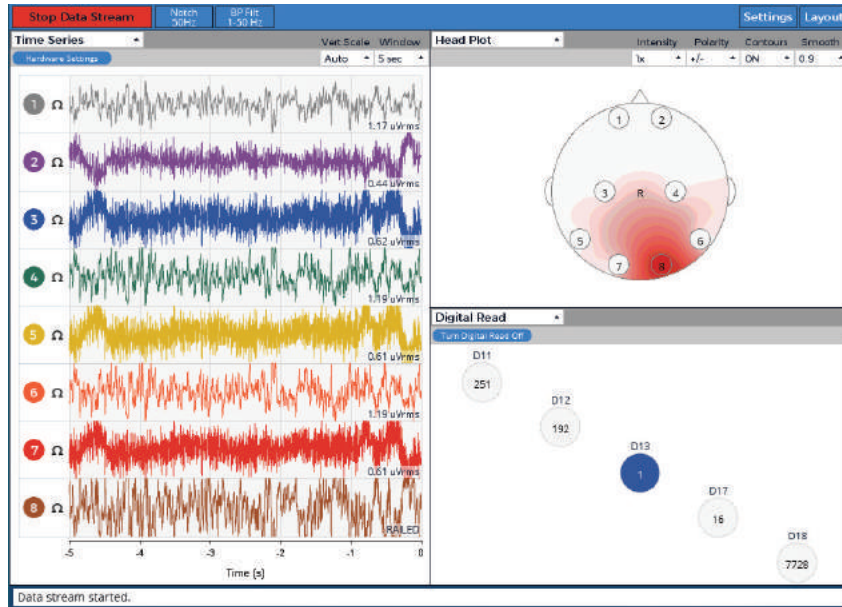 Stop Data Stream
Notch
50Hz
BP Filt
1-50 Hz
Settings
Layout
Time Series
Vert Scale
Window
Hardware Settings
Auto
5 sec
1
Ω
1.17 uVrms
2
Ω
0.44 uVrms
3
Ω
0.62 uVrms
4
Ω
1.19 uVrms
5
Ω
0.61 uVrms
6
Ω
1.19 uVrms
7
Ω
0.61 uVrms
8
Ω
RAILED
-5
-4
-3
-2
-1
0
Time (s)
Head Plot
Intensity
Polarity
Contours
Smooth
1x
+/-
ON
0.9
1
2
3
R
4
5
6
7
8
Digital Read
Turn Digital Read Off
D11
251
D12
192
D13
1
D17
16
D18
7728
Data stream started.